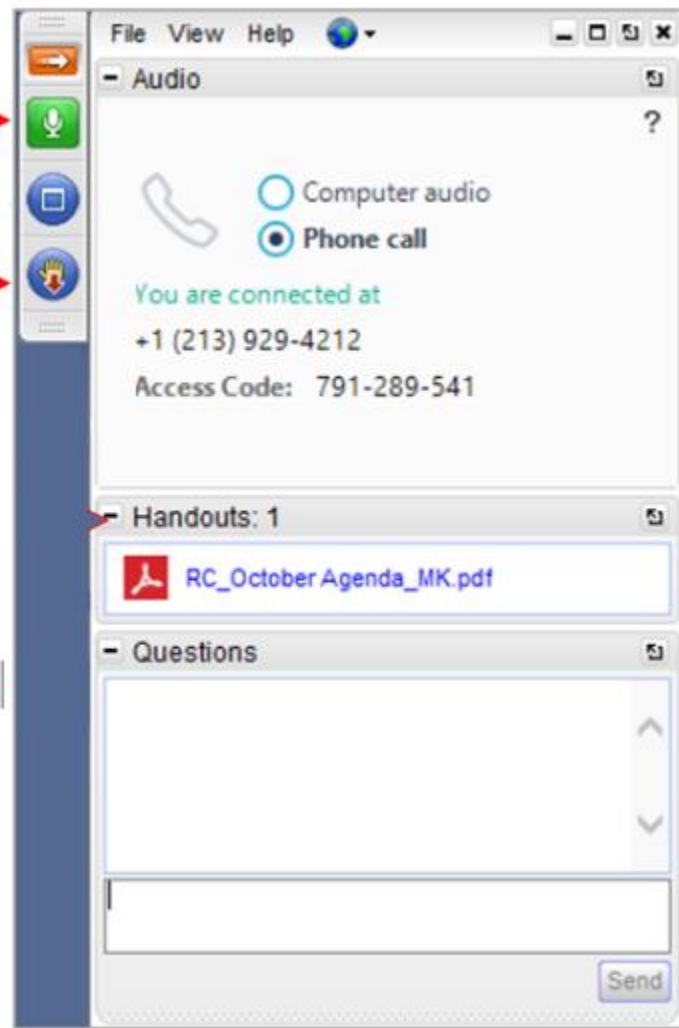 File View Help
- Audio
?
Computer audio
Phone call
You are connected at
+1 (213) 929-4212
Access Code: 791-289-541
- Handouts: 1
RC_October Agenda_MK.pdf
- Questions
Send